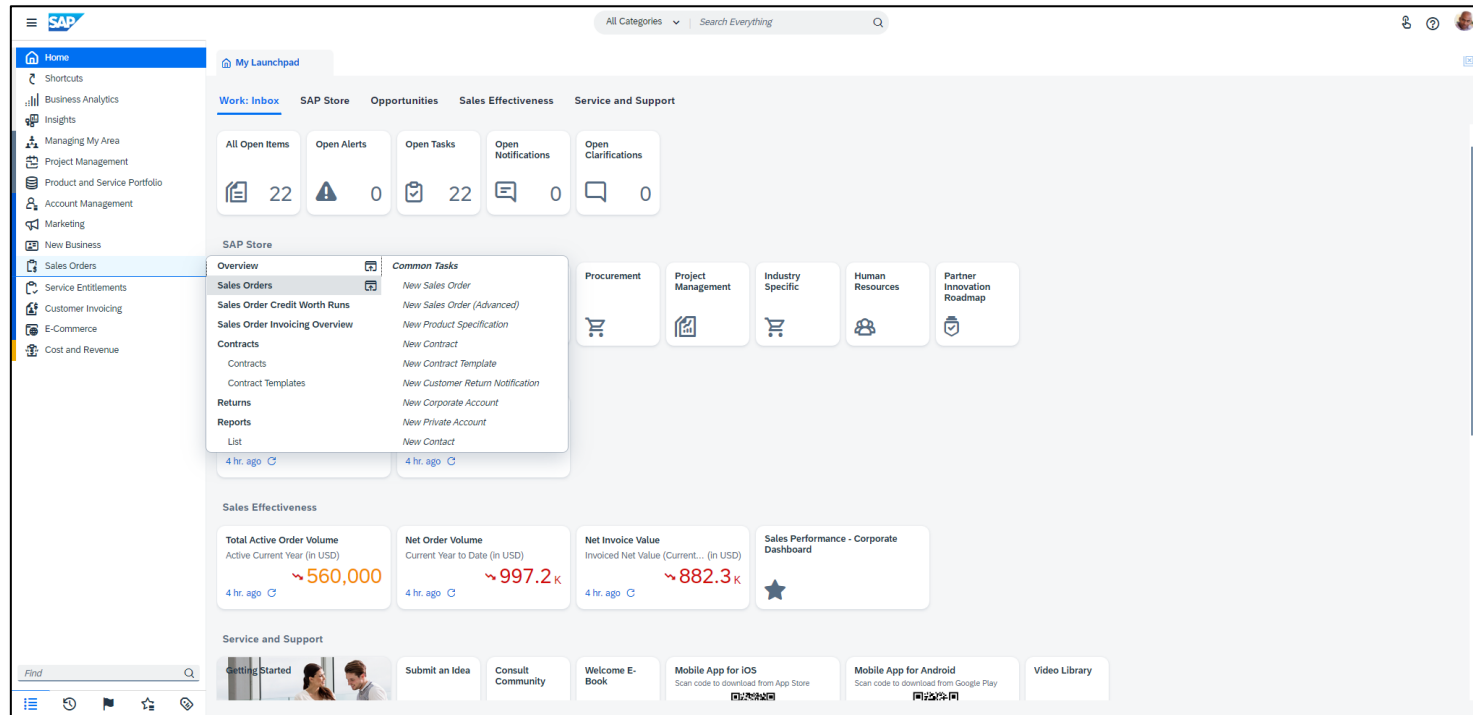 SAP
All Categories
Search Everything
Home
Shortcuts
Business Analytics
Insights
Managing My Area
Project Management
Product and Service Portfolio
Account Management
Marketing
New Business
Sales Orders
Service Entitlements
Customer Invoicing
E-Commerce
Cost and Revenue
Find
My Launchpad
Work: Inbox
SAP Store
Opportunities
Sales Effectiveness
Service and Support
All Open Items
22
Open Alerts
0
Open Tasks
22
Open
Notifications
0
Open
Clarifications
0
SAP Store
Overview
Sales Orders
Sales Order Credit Worth Runs
Sales Order Invoicing Overview
Contracts
Contracts
Contract Templates
Returns
Reports
List
Common Tasks
New Sales Order
New Sales Order (Advanced)
New Product Specification
New Contract
New Contract Template
New Customer Return Notification
New Corporate Account
New Private Account
New Contact
Procurement
Project
Management
Industry
Specific
Human
Resources
Partner
Innovation
Roadmap
4 hr. ago
4 hr. ago
Sales Effectiveness
Total Active Order Volume
Active Current Year (in USD)
560,000
4 hr. ago
Net Order Volume
Current Year to Date (in USD)
997.2 K
4 hr. ago
Net Invoice Value
Invoiced Net Value (Current... (in USD)
882.3 K
4 hr. ago
Sales Performance - Corporate
Dashboard
Service and Support
Getting Started
Submit an Idea
Consult
Community
Welcome E-
Book
Mobile App for iOS
Scan code to download from App Store
Mobile App for Android
Scan code to download from Google Play
Video Library